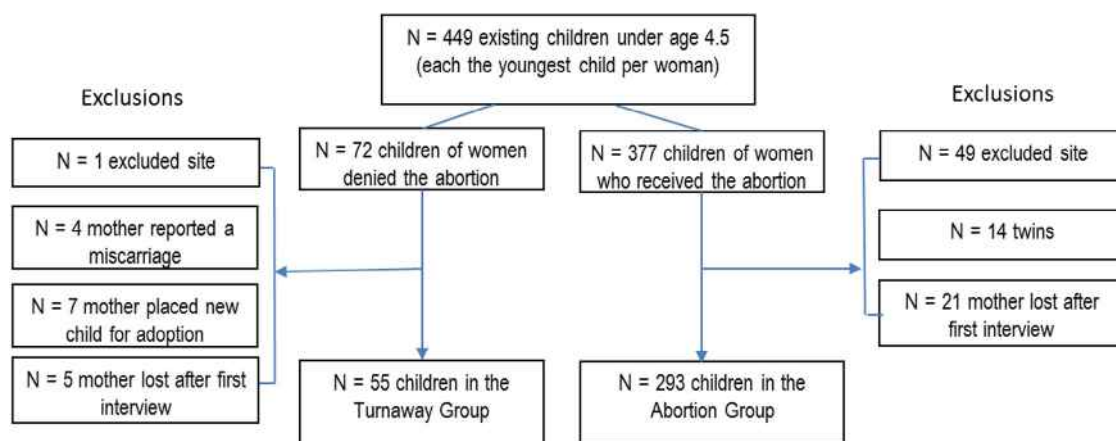 N = 449 existing children under age 4.5
(each the youngest child per woman)
Exclusions
Exclusions
N = 1 excluded site
N = 4 mother reported a
miscarriage
N = 7 mother placed new
child for adoption
N = 5 mother lost after first
interview
N = 72 children of women
denied the abortion
N = 377 children of women
who received the abortion
N = 49 excluded site
N = 14 twins
N = 21 mother lost after
first interview
N = 55 children in the
Turnaway Group
N = 293 children in the
Abortion Group